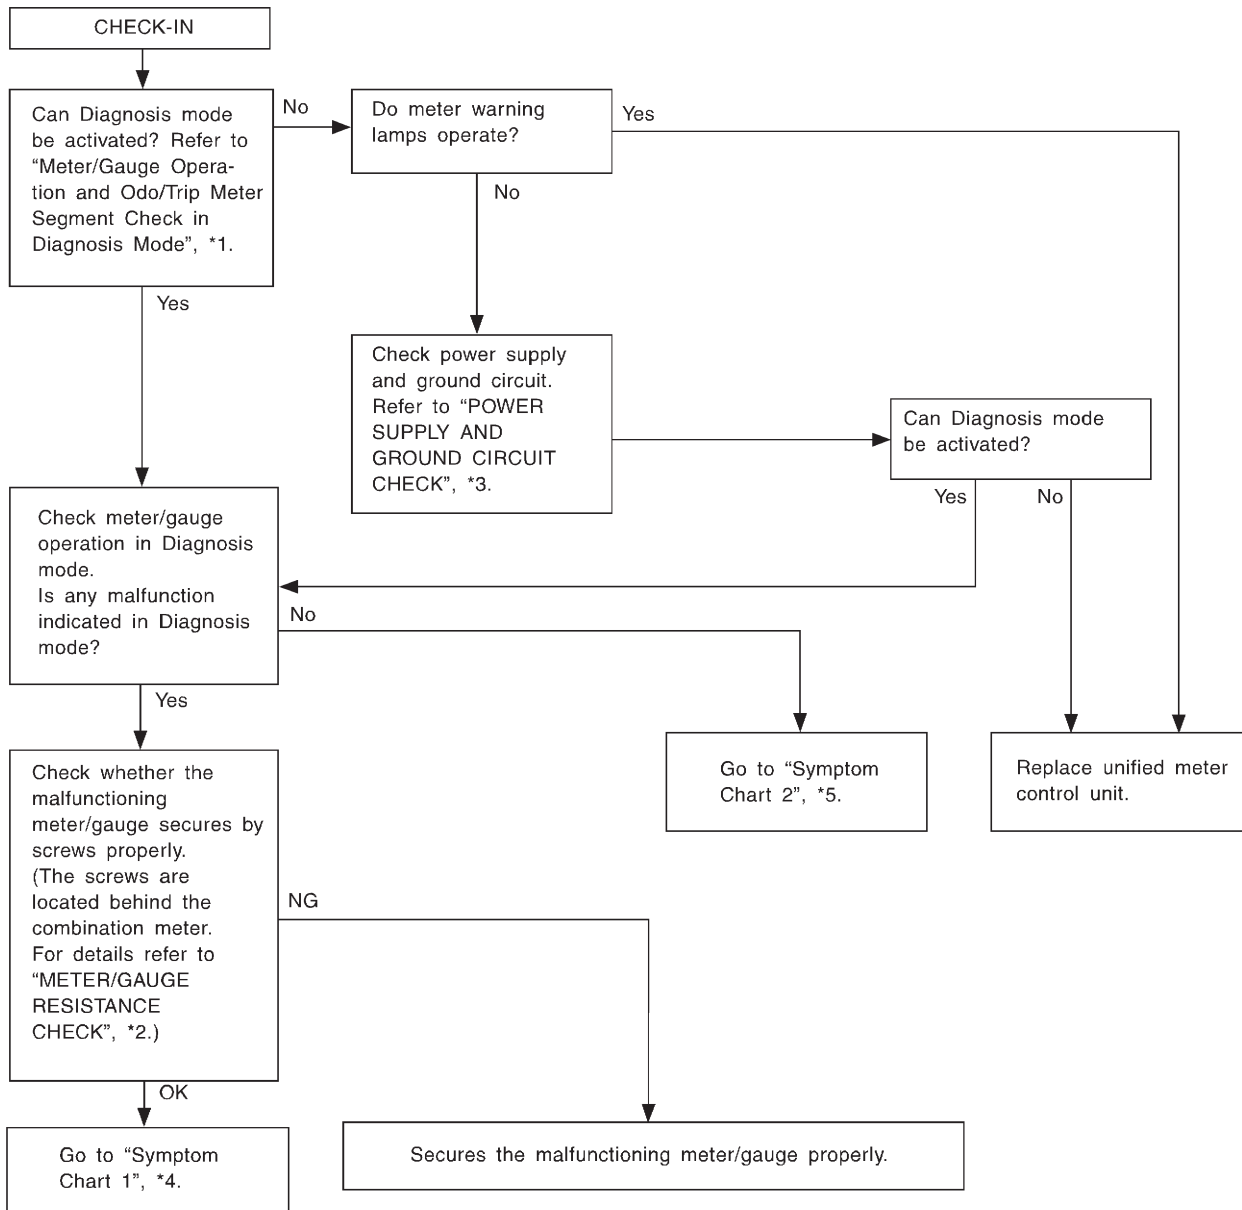 CHECK-IN
Can Diagnosis mode
be activated? Refer to
“Meter/Gauge Opera-
tion and Odo/Trip Meter
Segment Check in
Diagnosis Mode”, *1.
No
Do meter warning
lamps operate?
Yes
No
Yes
Check power supply
and ground circuit.
Refer to “POWER
SUPPLY AND
GROUND CIRCUIT
CHECK”, *3.
Can Diagnosis mode
be activated?
Yes
No
Check meter/gauge
operation in Diagnosis
mode.
Is any malfunction
indicated in Diagnosis
mode?
No
Yes
Go to “Symptom
Chart 2”, *5.
Replace unified meter
control unit.
Check whether the
malfunctioning
meter/gauge secures by
screws properly.
(The screws are
located behind the
combination meter.
For details refer to
“METER/GAUGE
RESISTANCE
CHECK”, *2.)
NG
OK
Go to “Symptom
Chart 1”, *4.
Secures the malfunctioning meter/gauge properly.